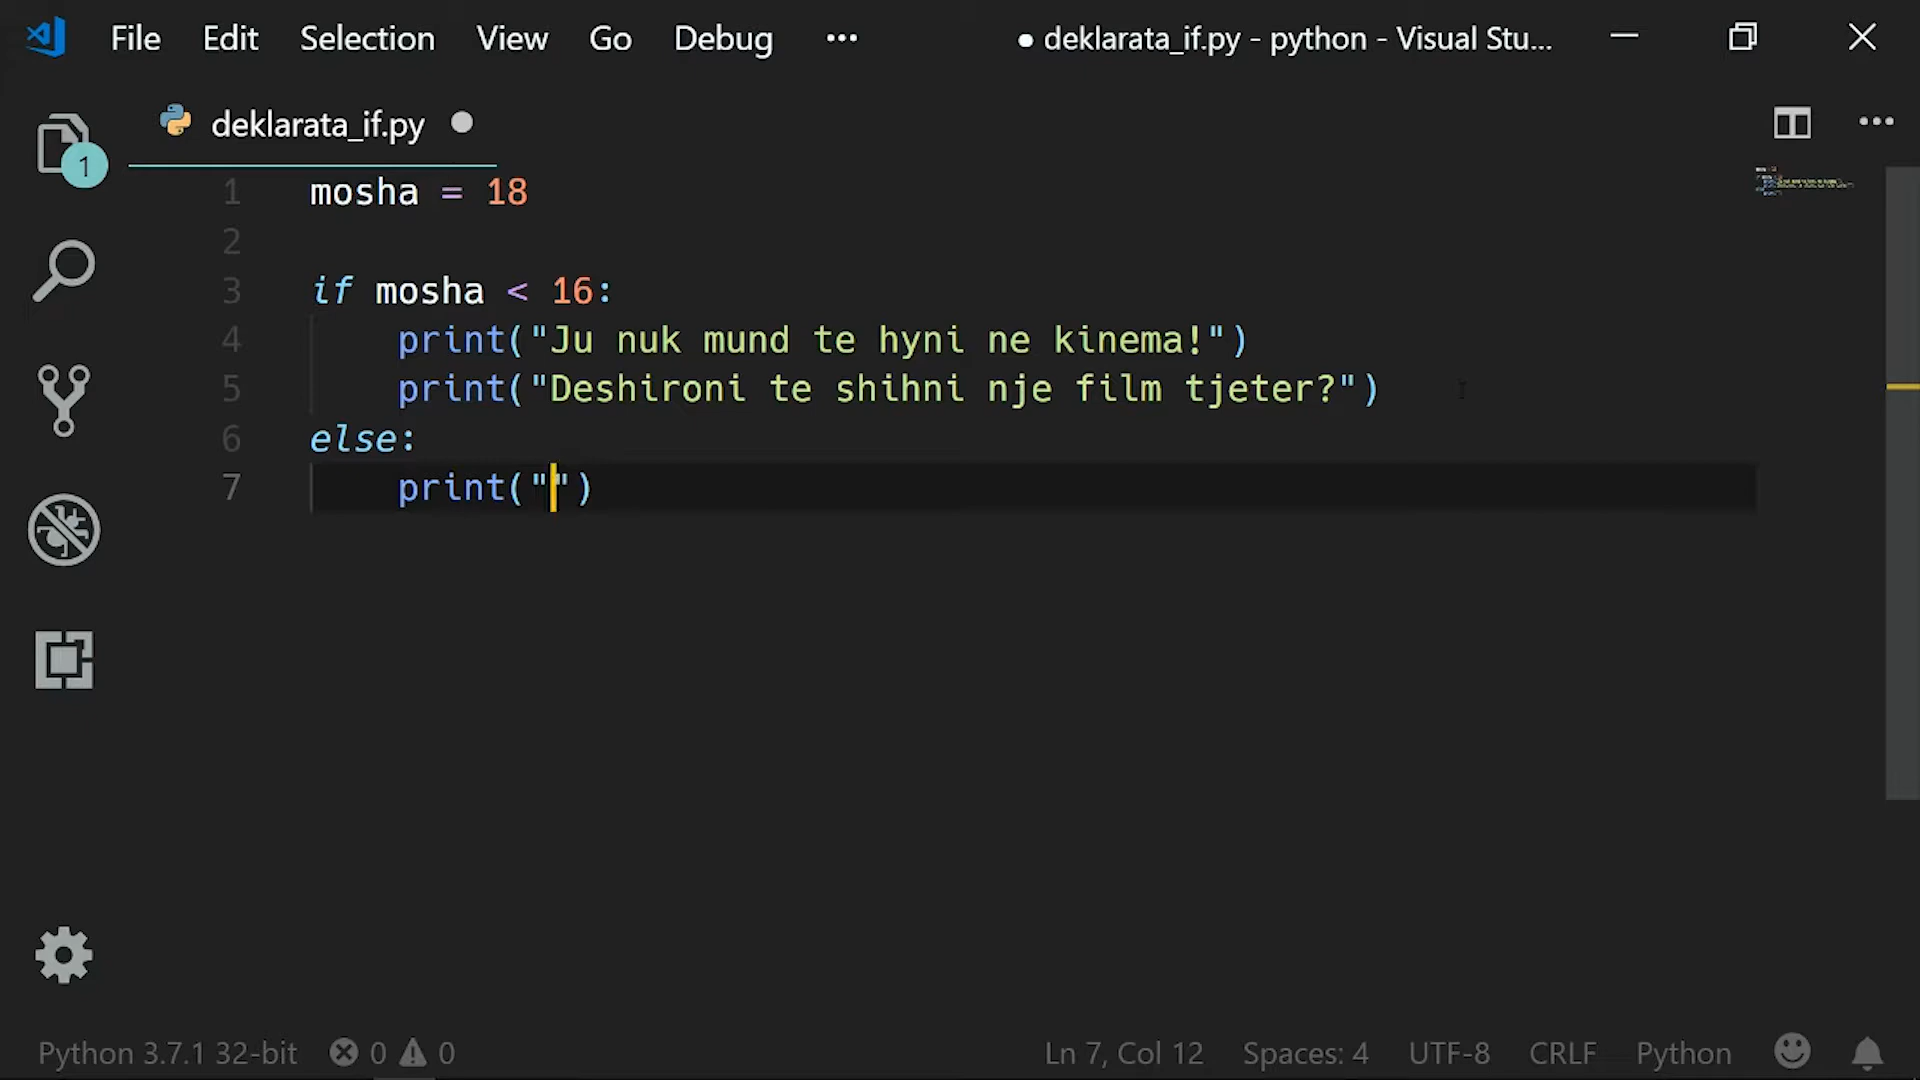 File Edit Selection View Go Debug ··· ● deklarata_if.py - python - Visual Stu...
deklarata_if.py
1
1 mosha = 18
2
3 if mosha < 16:
4 print("Ju nuk mund te hyni ne kinema!")
5 print("Deshironi te shihni nje film tjeter?")
6 else:
7 print("")
Python 3.7.1 32-bit 0 0 Ln 7, Col 12 Spaces: 4 UTF-8 CRLF Python